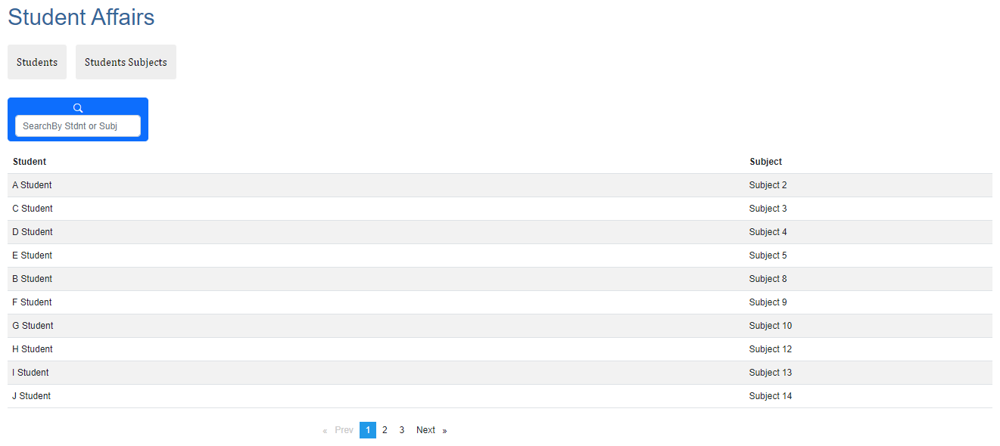 Student Affairs
Students Students Subjects
SearchBy Stdnt or Subj
Student Subject
A Student Subject 2
C Student Subject 3
D Student Subject 4
E Student Subject 5
B Student Subject 8
F Student Subject 9
G Student Subject 10
H Student Subject 12
I Student Subject 13
J Student Subject 14
« Prev 1 2 3 Next »